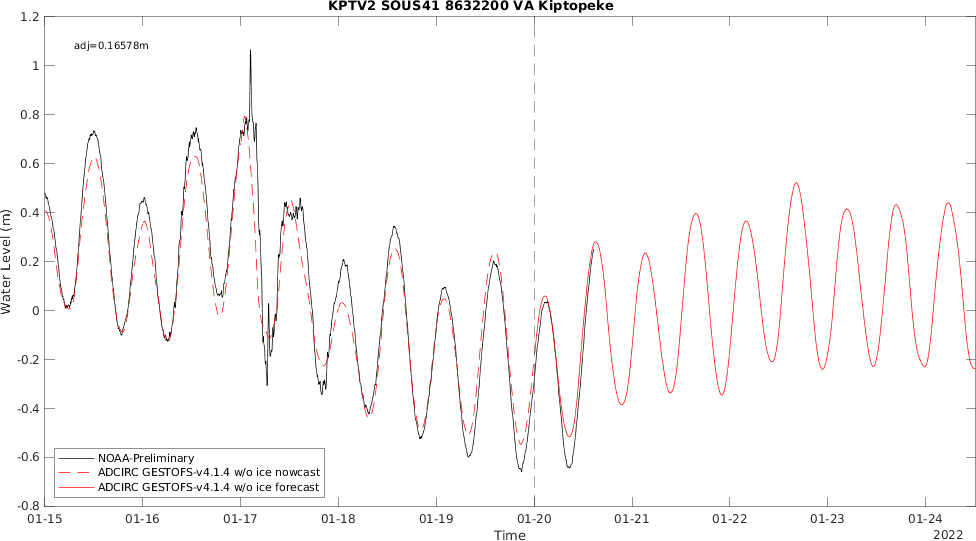 KPTV2 SOUS41 8632200 VA Kiptopeke
adj=0.16578m
1.2
1
0.8
0.6
0.4
0.2
0
-0.2
-0.4
-0.6
-0.8
Water Level (m)
NOAA-Preliminary
ADCIRC GESTOFS-v4.1.4 w/o ice nowcast
ADCIRC GESTOFS-v4.1.4 w/o ice forecast
01-15 01-16 01-17 01-18 01-19 01-20 01-21 01-22 01-23 01-24
Time
2022